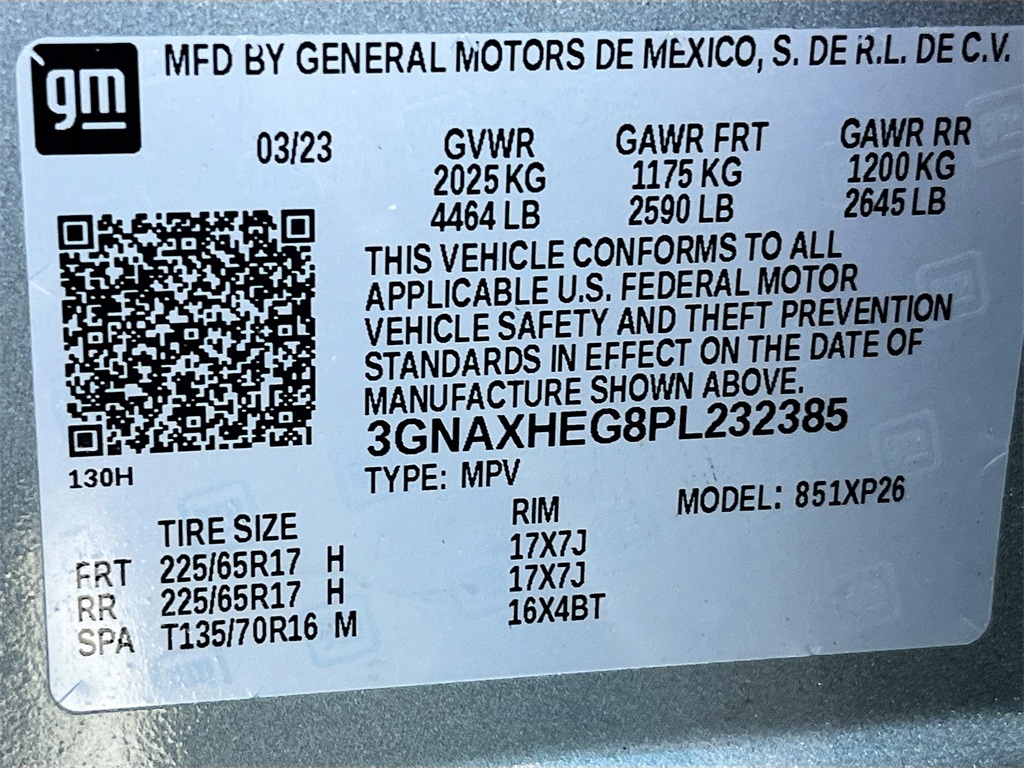 gm
MFD BY GENERAL MOTORS DE MEXICO, S. DE R.L. DE C.V.
03/23 GVWR GAWR FRT GAWR RR
2025 KG 1175 KG 1200 KG
4464 LB 2590 LB 2645 LB
THIS VEHICLE CONFORMS TO ALL
APPLICABLE U.S. FEDERAL MOTOR
VEHICLE SAFETY AND THEFT PREVENTION
STANDARDS IN EFFECT ON THE DATE OF
MANUFACTURE SHOWN ABOVE.
3GNAXHEG8PL232385
130H
TYPE: MPV MODEL: 851XP26
TIRE SIZE RIM
FRT 225/65R17 H 17X7J
RR 225/65R17 H 17X7J
SPA T135/70R16 M 16X4BT